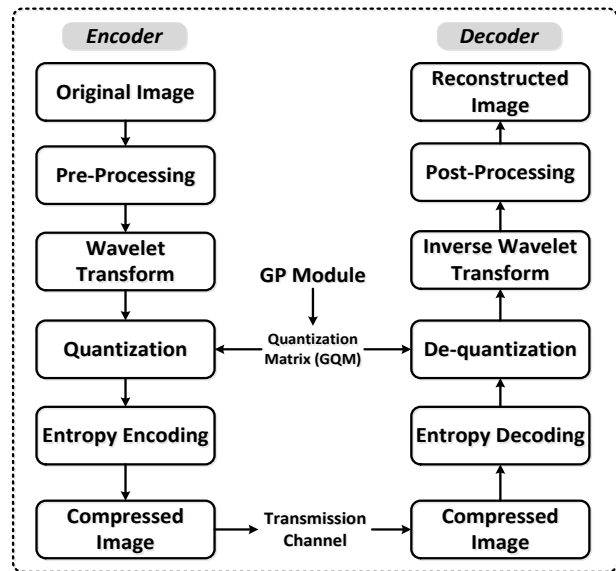 Encoder
Original Image
Pre-Processing
Wavelet
Transform
Quantization
Entropy Encoding
Compressed
Image
GP Module
Quantization
Matrix (GQM)
Transmission
Channel
Decoder
Reconstructed
Image
Post-Processing
Inverse Wavelet
Transform
De-quantization
Entropy Decoding
Compressed
Image